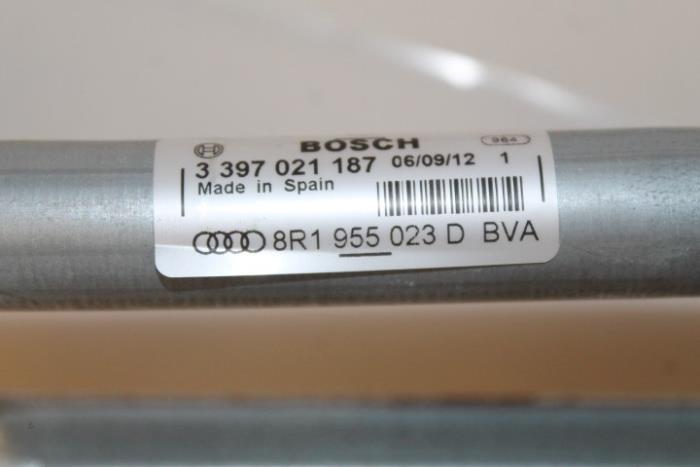 BOSCH 964
3 397 021 187 06/09/12 1
Made in Spain
8R1 955 023 D BVA